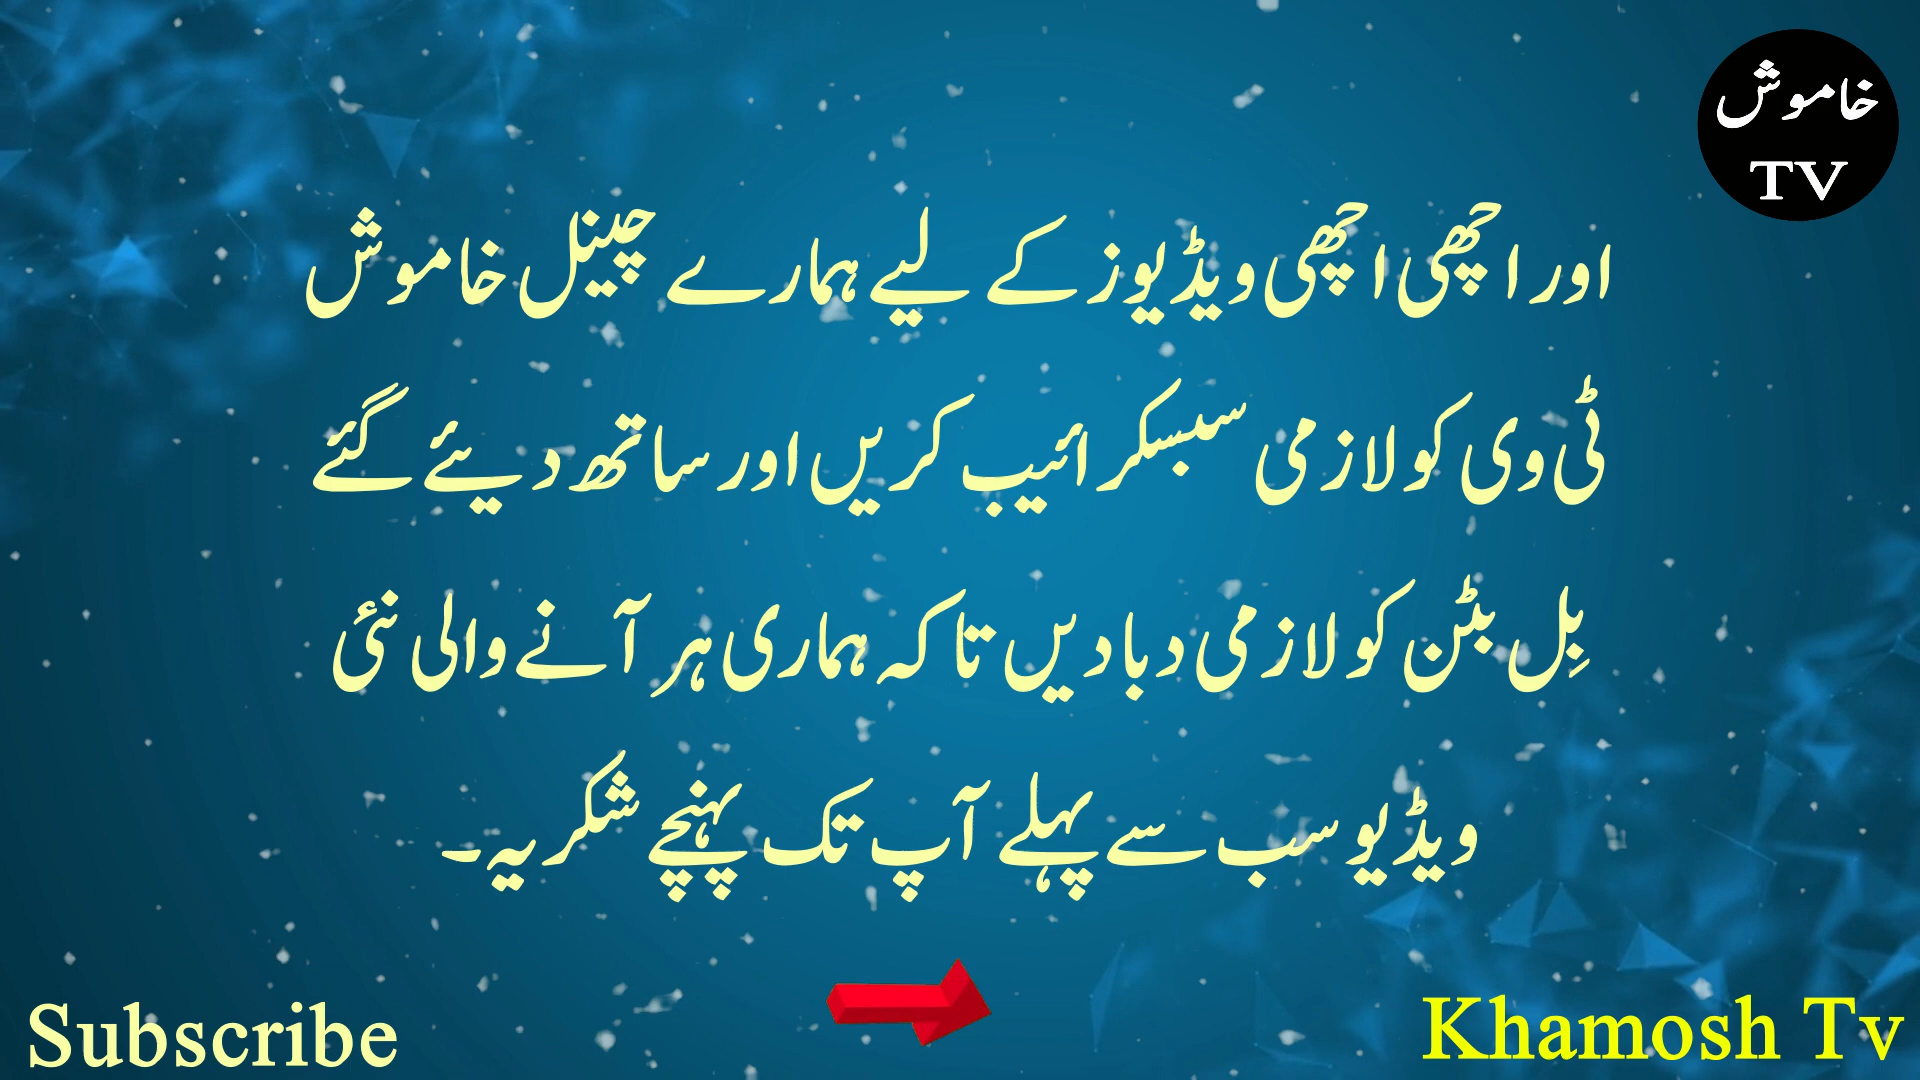 خاموش
TV
اور اچھی اچھی ویڈیوز کے لیے ہمارے چینل خاموش
ٹی وی کو لازمی سبسکرائیب کریں اور ساتھ دیئے گئے
بِل بٹن کو لازمی دبا دیں تا کہ ہماری ہر آنے والی نئی
ویڈیو سب سے پہلے آپ تک پہنچے شکریہ۔
Subscribe
Khamosh Tv